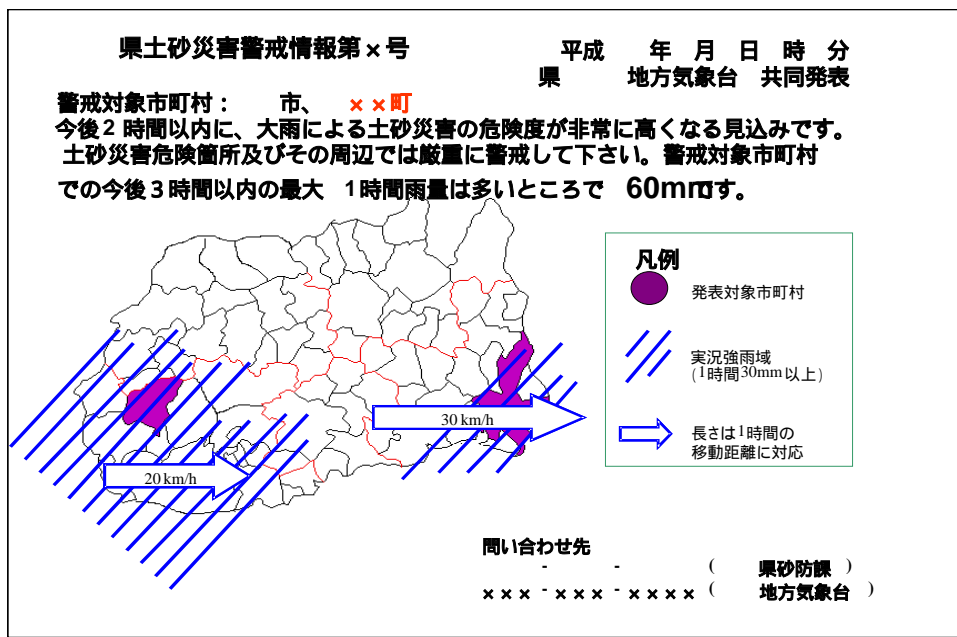 県土砂災害警戒情報第×号
平成　　年　月　日　時　分
県　　　地方気象台　共同発表
警戒対象市町村：　　市、　××町
今後２時間以内に、大雨による土砂災害の危険度が非常に高くなる見込みです。
土砂災害危険箇所及びその周辺では厳重に警戒して下さい。警戒対象市町村
での今後３時間以内の最大　1時間雨量は多いところで　60mmです。
凡例
発表対象市町村
実況強雨域
(1時間30mm以上)
長さは1時間の
移動距離に対応
30 km/h
20 km/h
問い合わせ先
-　　　-　　　(　　県砂防課　)
×××-×××-××××　(　　地方気象台　)